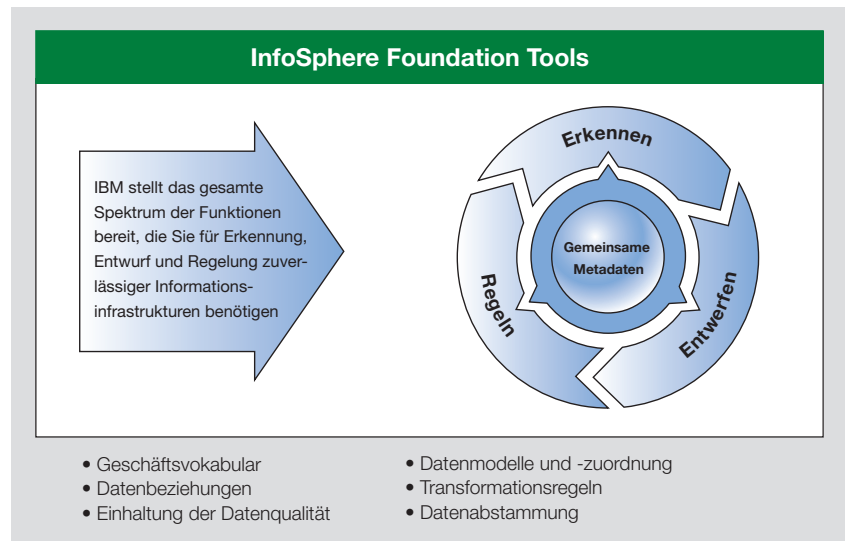 InfoSphere Foundation Tools
IBM stellt das gesamte
Spektrum der Funktionen
bereit, die Sie für Erkennung,
Entwurf und Regelung zuver-
lässiger Informations-
infrastrukturen benötigen
Erkennen
Entwerfen
Regeln
Gemeinsame
Metadaten
• Geschäftsvokabular
• Datenbeziehungen
• Einhaltung der Datenqualität
• Datenmodelle und -zuordnung
• Transformationsregeln
• Datenabstammung